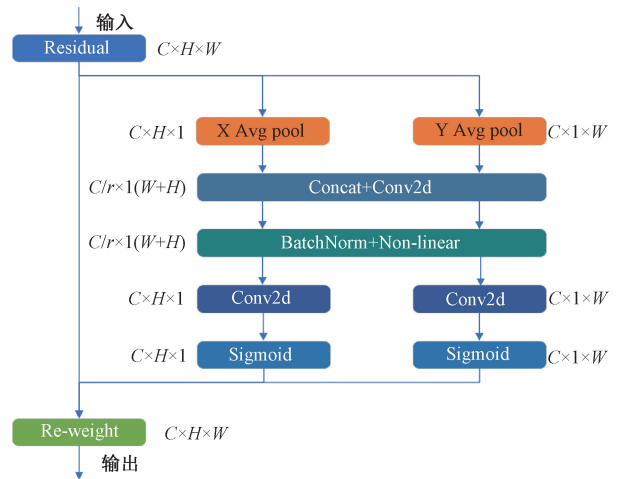 输入
Residual C×H×W
C×H×1 X Avg pool Y Avg pool C×1×W
C/r×1(W+H) Concat+Conv2d
C/r×1(W+H) BatchNorm+Non-linear
C×H×1 Conv2d Conv2d C×1×W
C×H×1 Sigmoid Sigmoid C×1×W
Re-weight C×H×W
输出